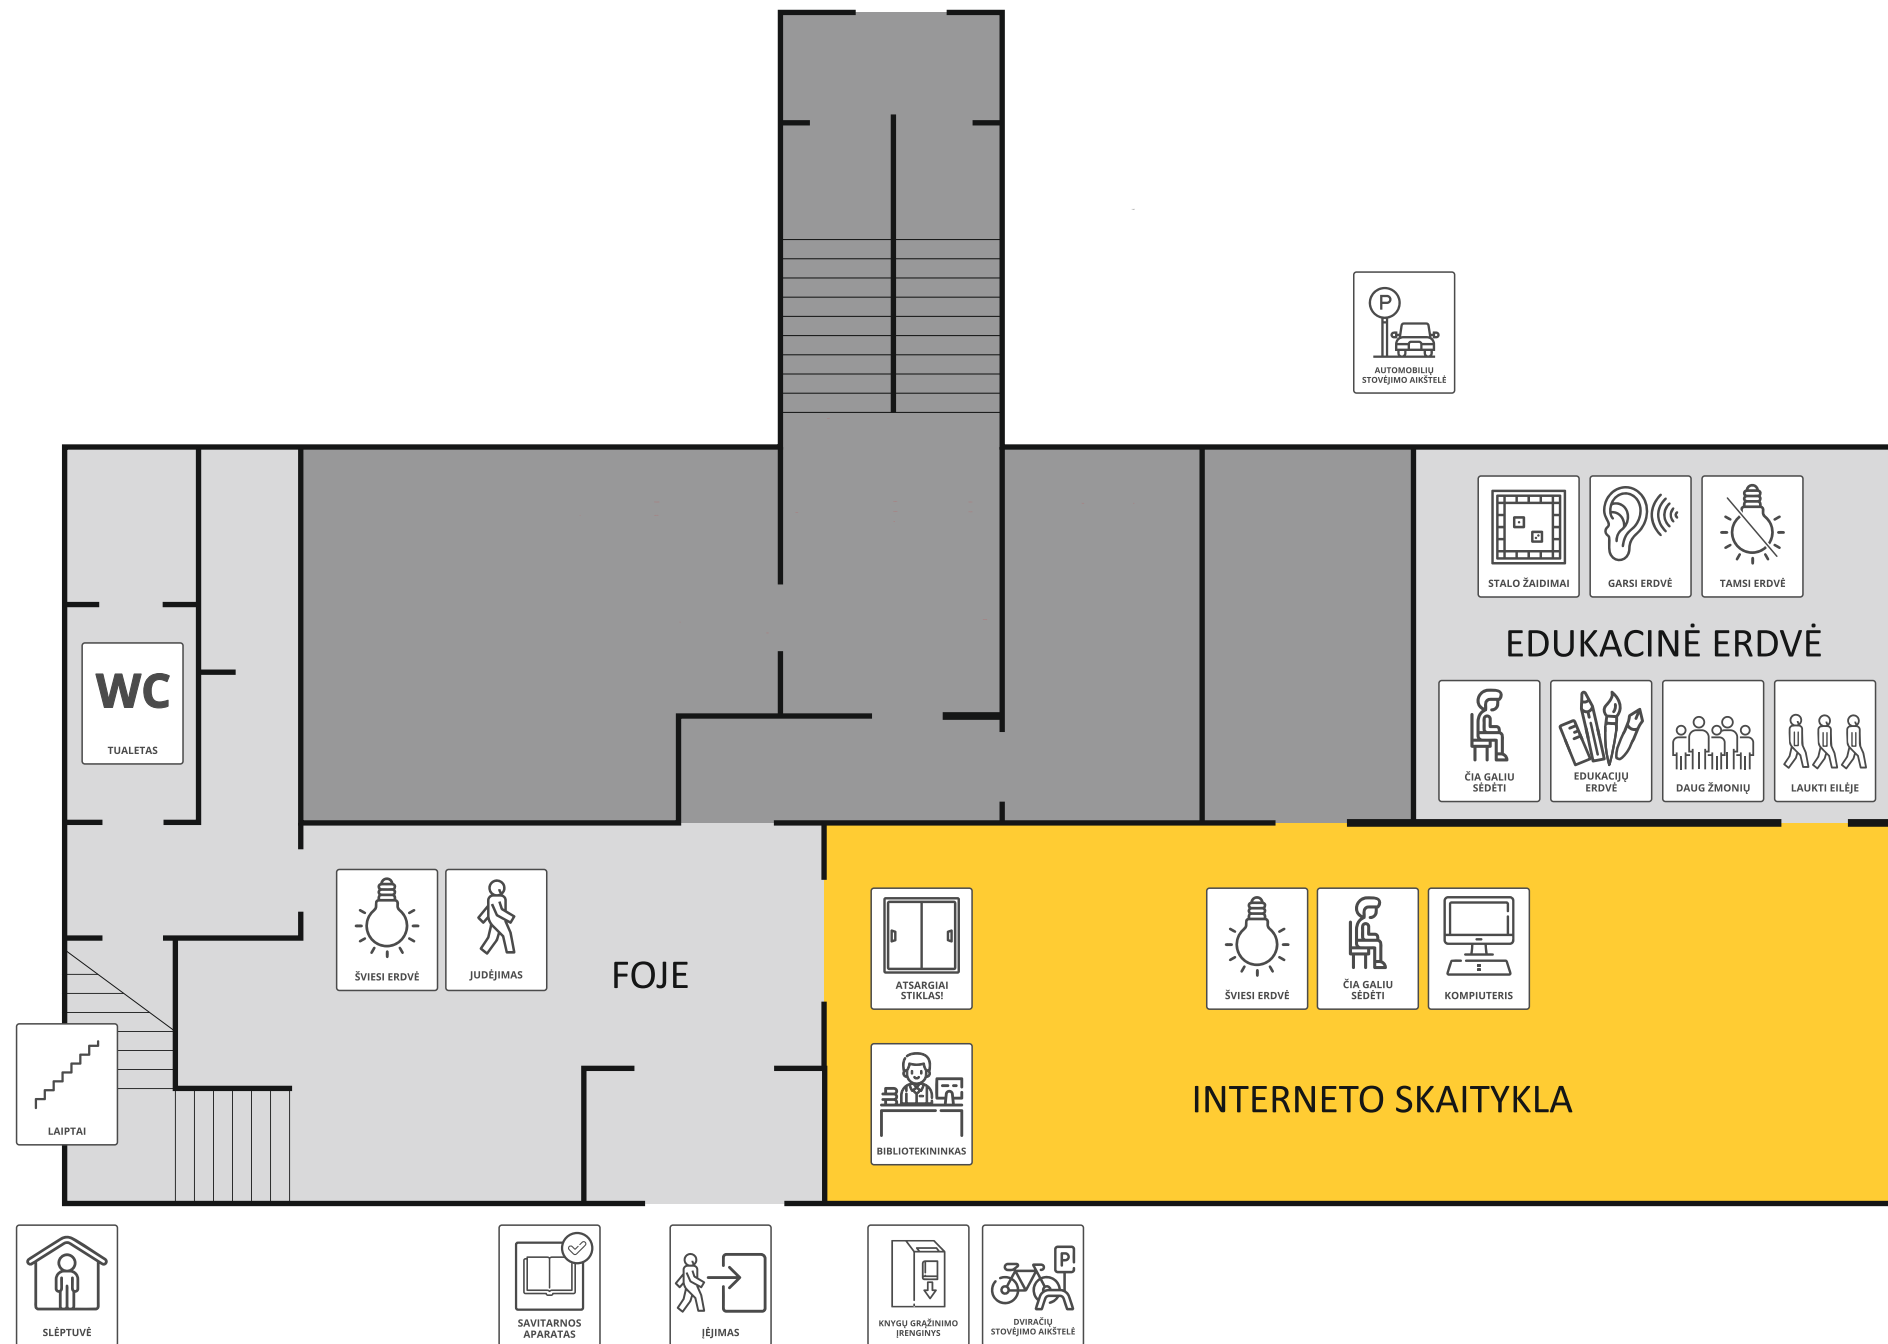 P
AUTOMOBILIŲ
STOVĖJIMO AIKŠTELĖ
STALO ŽAIDIMAI
GARSI ERDVĖ
TAMSI ERDVĖ
EDUKACINĖ ERDVĖ
WC
TUALETAS
ČIA GALIU
SĖDĖTI
EDUKACIJŲ
ERDVĖ
DAUG ŽMONIŲ
LAUKTI EILĖJE
ŠVIESI ERDVĖ
JUDĖJIMAS
FOJE
ATSARGIAI
STIKLAS!
ŠVIESI ERDVĖ
ČIA GALIU
SĖDĖTI
KOMPIUTERIS
LAIPTAI
BIBLIOTEKININKAS
INTERNETO SKAITYKLA
SLĖPTUVĖ
SAVITARNOS
APARATAS
ĮĖJIMAS
KNYGŲ GRĄŽINIMO
ĮRENGINYS
P
DVIRAČIŲ
STOVĖJIMO AIKŠTELĖ